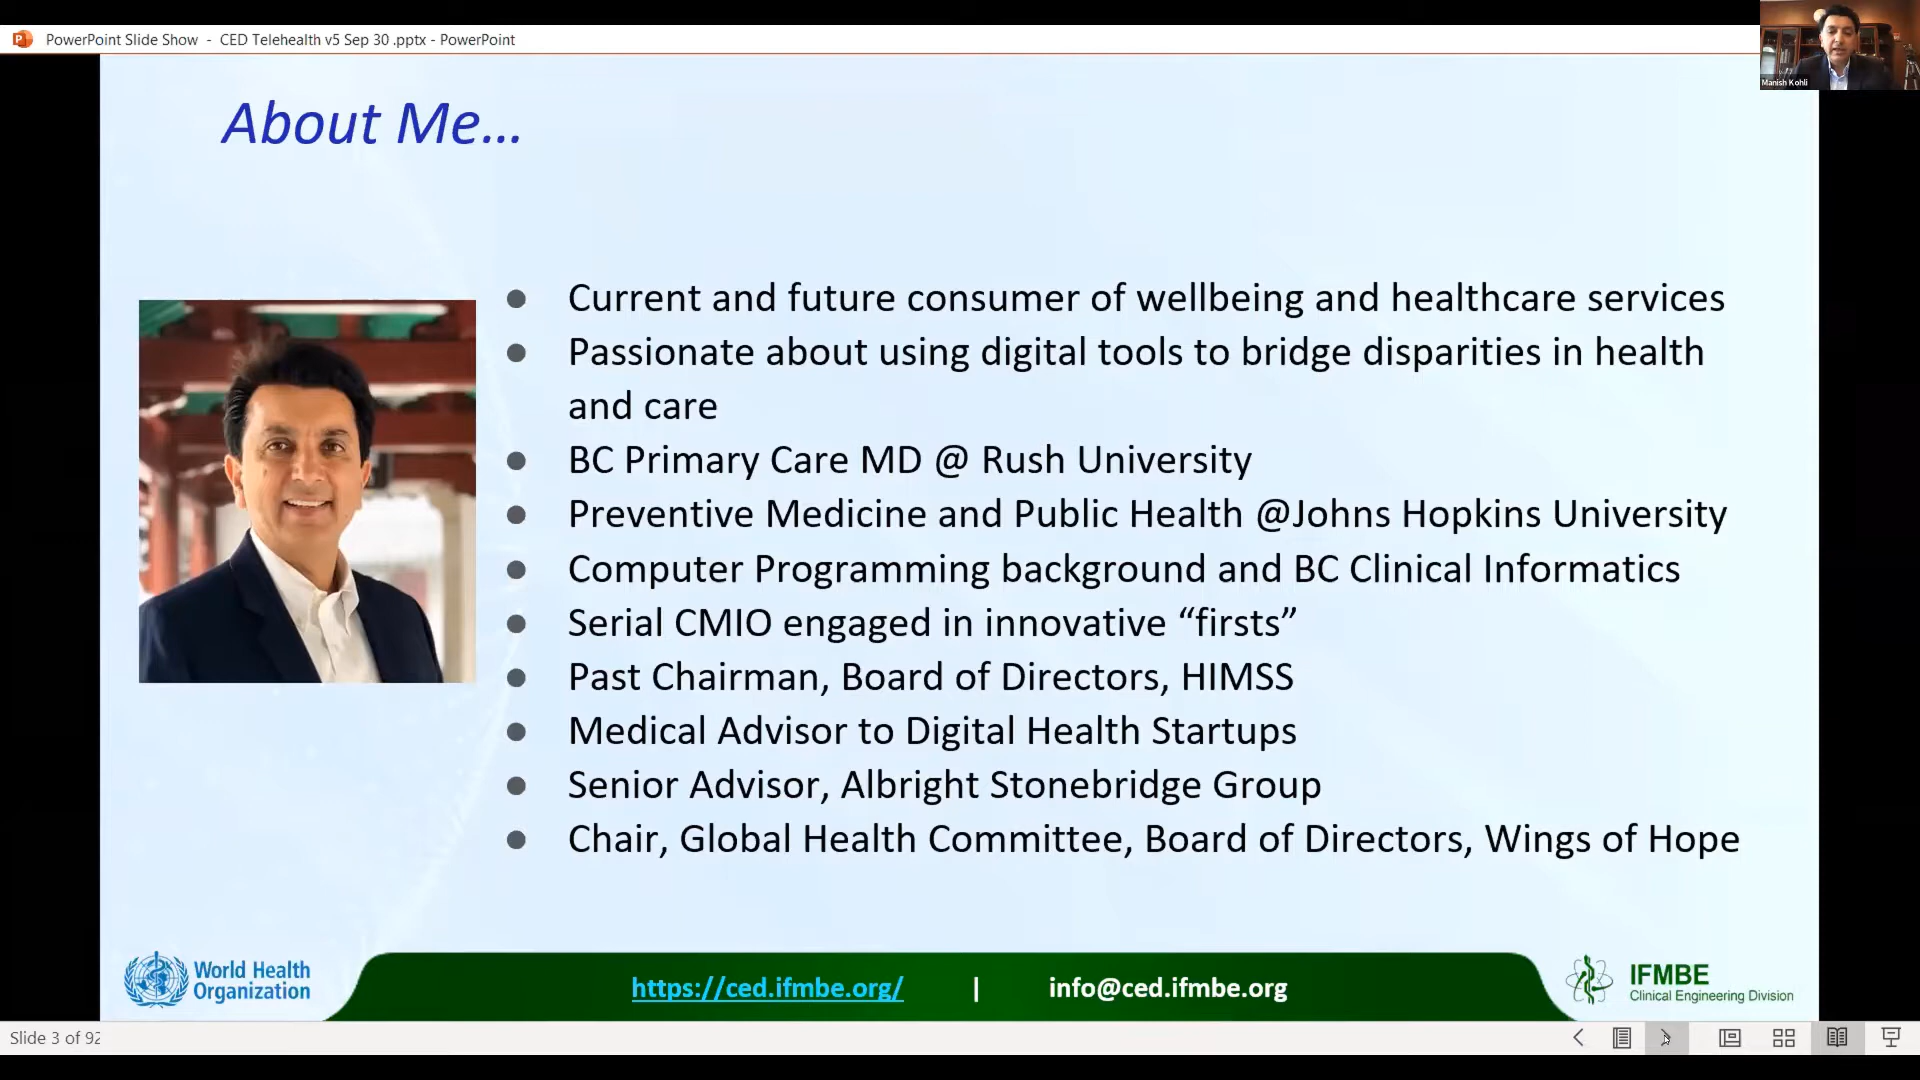 PowerPoint Slide Show - CED Telehealth v5 Sep 30 .pptx - PowerPoint
Manish Kohli
About Me...
Current and future consumer of wellbeing and healthcare services
Passionate about using digital tools to bridge disparities in health
and care
BC Primary Care MD @ Rush University
Preventive Medicine and Public Health @Johns Hopkins University
Computer Programming background and BC Clinical Informatics
Serial CMIO engaged in innovative “firsts”
Past Chairman, Board of Directors, HIMSS
Medical Advisor to Digital Health Startups
Senior Advisor, Albright Stonebridge Group
Chair, Global Health Committee, Board of Directors, Wings of Hope
World Health
Organization
https://ced.ifmbe.org/ | info@ced.ifmbe.org
IFMBE
Clinical Engineering Division
Slide 3 of 92